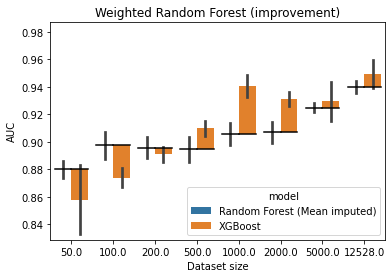 Weighted Random Forest (improvement)
AUC
0.98
0.96
0.94
0.92
0.90
0.88
0.86
0.84
model
Random Forest (Mean imputed)
XGBoost
50.0 100.0 200.0 500.0 1000.0 2000.0 5000.0 12528.0
Dataset size